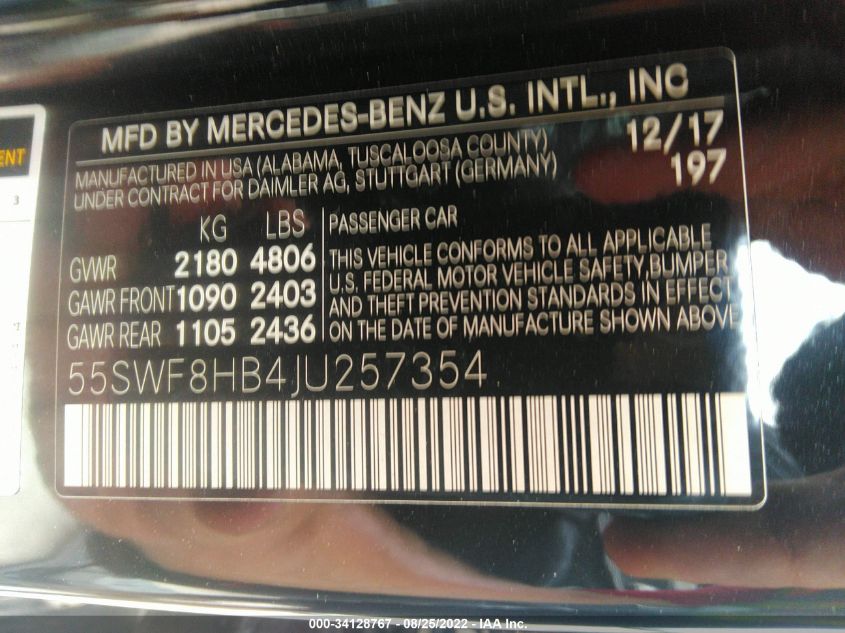 MFD BY MERCEDES-BENZ U.S. INTL., INC
MANUFACTURED IN USA (ALABAMA, TUSCALOOSA COUNTY)
UNDER CONTRACT FOR DAIMLER AG, STUTTGART (GERMANY)
12/17
197
KG LBS
GVWR 2180 4806
GAWR FRONT 1090 2403
GAWR REAR 1105 2436
PASSENGER CAR
THIS VEHICLE CONFORMS TO ALL APPLICABLE
U.S. FEDERAL MOTOR VEHICLE SAFETY, BUMPER,
AND THEFT PREVENTION STANDARDS IN EFFECT
ON THE DATE OF MANUFACTURE SHOWN ABOVE
55SWF8HB4JU257354
ENT
3
000-34128767 - 08/25/2022 - IAA Inc.